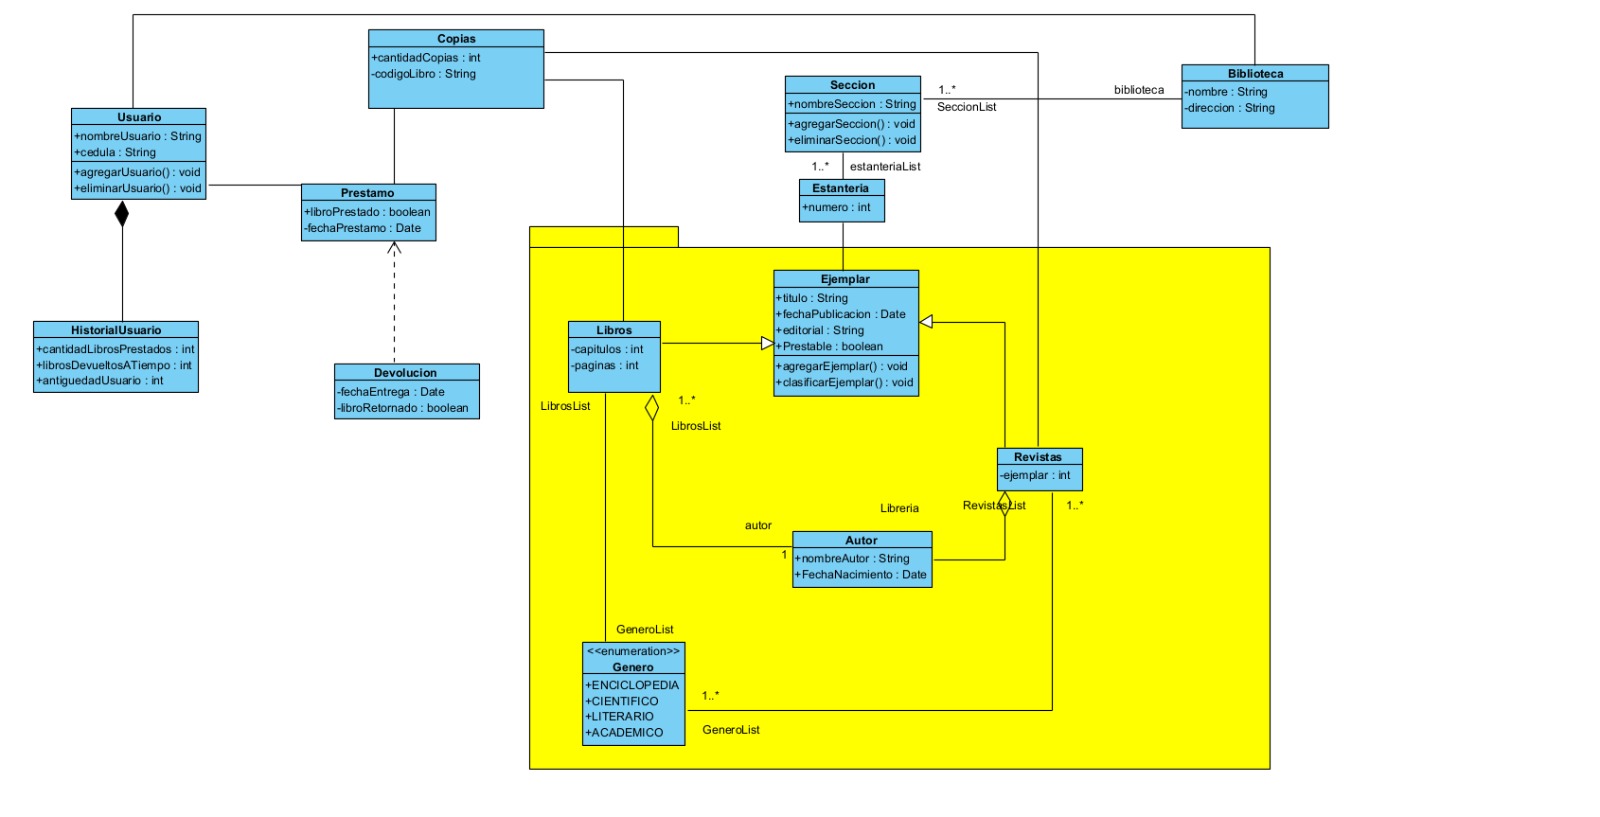 Copias
+cantidadCopias : int
-codigoLibro : String
Usuario
+nombreUsuario : String
+cedula : String
+agregarUsuario() : void
+eliminarUsuario() : void
Prestamo
+libroPrestado : boolean
-fechaPrestamo : Date
HistorialUsuario
+cantidadLibrosPrestados : int
+librosDevueltosATiempo : int
+antiguedadUsuario : int
Devolucion
-fechaEntrega : Date
-libroRetornado : boolean
Seccion
+nombreSeccion : String
+agregarSeccion() : void
+eliminarSeccion() : void
1..*
SeccionList
biblioteca
Biblioteca
-nombre : String
-direccion : String
1..*
estanteriaList
Estanteria
+numero : int
Ejemplar
+titulo : String
+fechaPublicacion : Date
+editorial : String
+Prestable : boolean
+agregarEjemplar() : void
+clasificarEjemplar() : void
Libros
-capitulos : int
-paginas : int
LibrosList
1..*
LibrosList
Revistas
-ejemplar : int
Libreria
RevistasList
1..*
autor
1
Autor
+nombreAutor : String
+FechaNacimiento : Date
GeneroList
<<enumeration>>
Genero
+ENCICLOPEDIA
+CIENTIFICO
+LITERARIO
+ACADEMICO
1..*
GeneroList